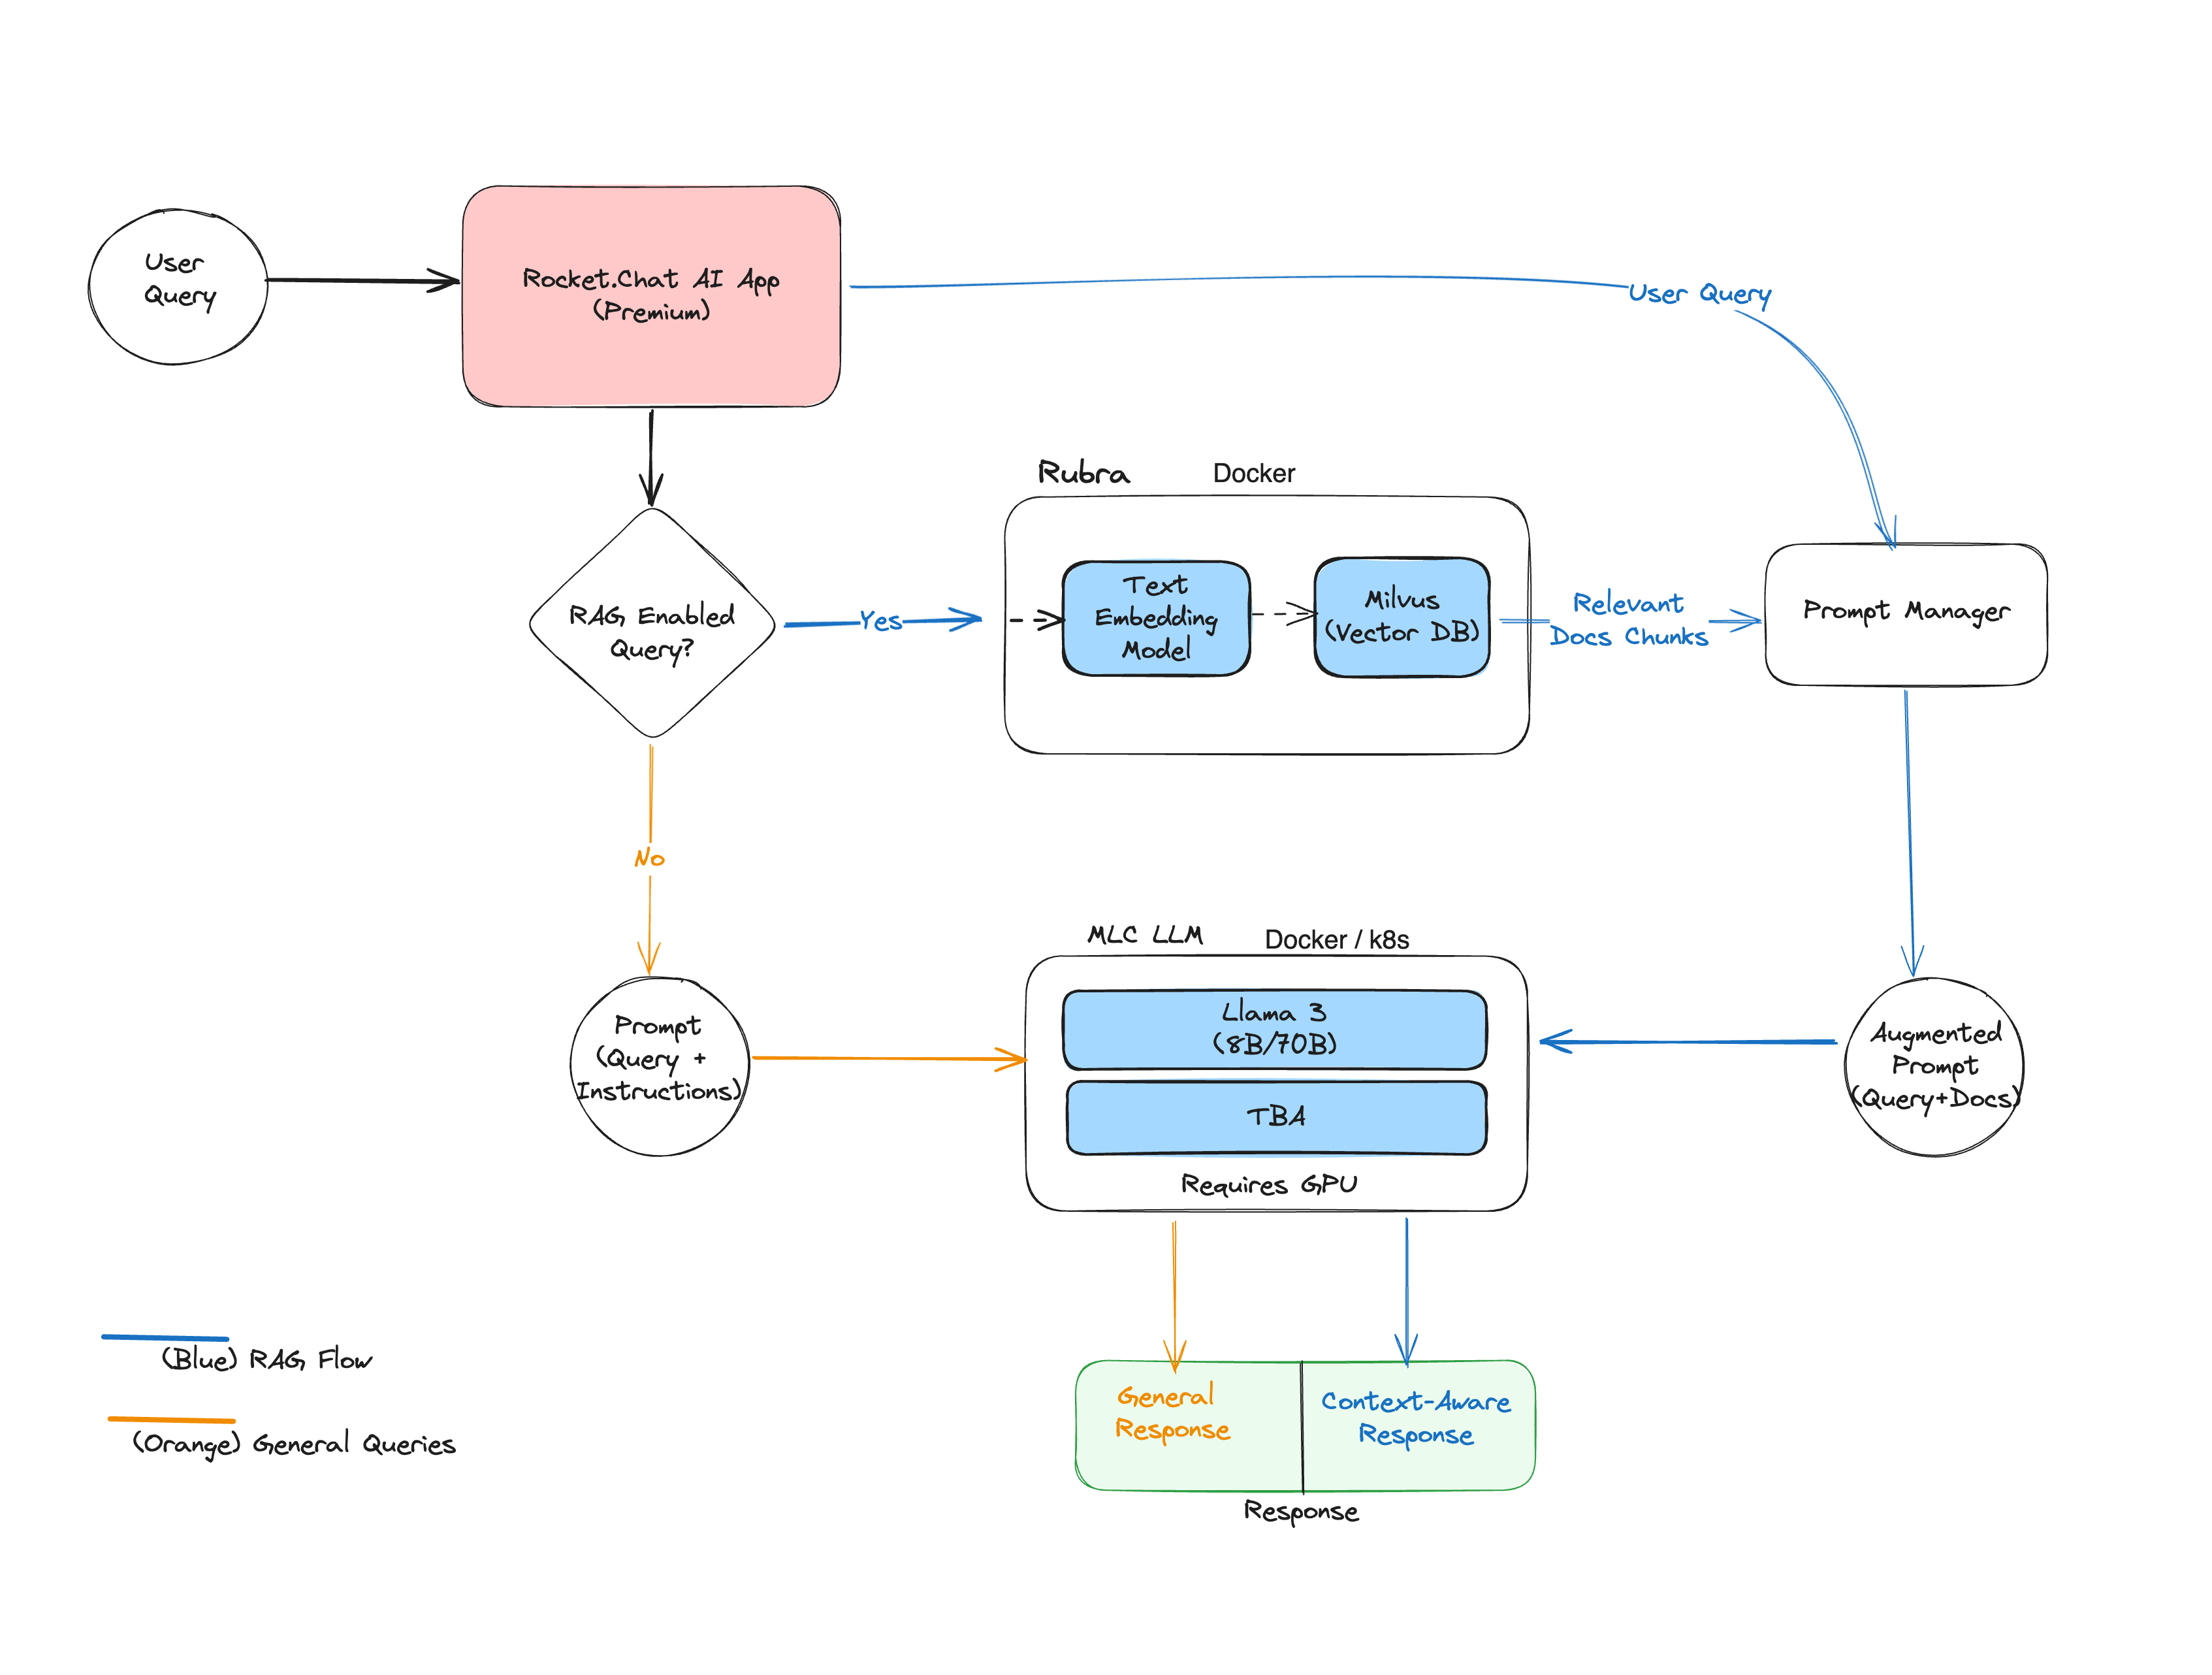 User
Query
Rocket.Chat AI App
(Premium)
User Query
Rubra
Docker
RAG Enabled
Query?
Yes
Text
Embedding
Model
Milvus
(Vector DB)
Relevant
Docs Chunks
Prompt Manager
No
MLC LLM
Docker / k8s
Prompt
(Query +
Instructions)
Llama 3
(8B/70B)
TBA
Requires GPU
Augmented
Prompt
(Query+Docs)
(Blue) RAG Flow
(Orange) General Queries
General
Response
Context-Aware
Response
Response